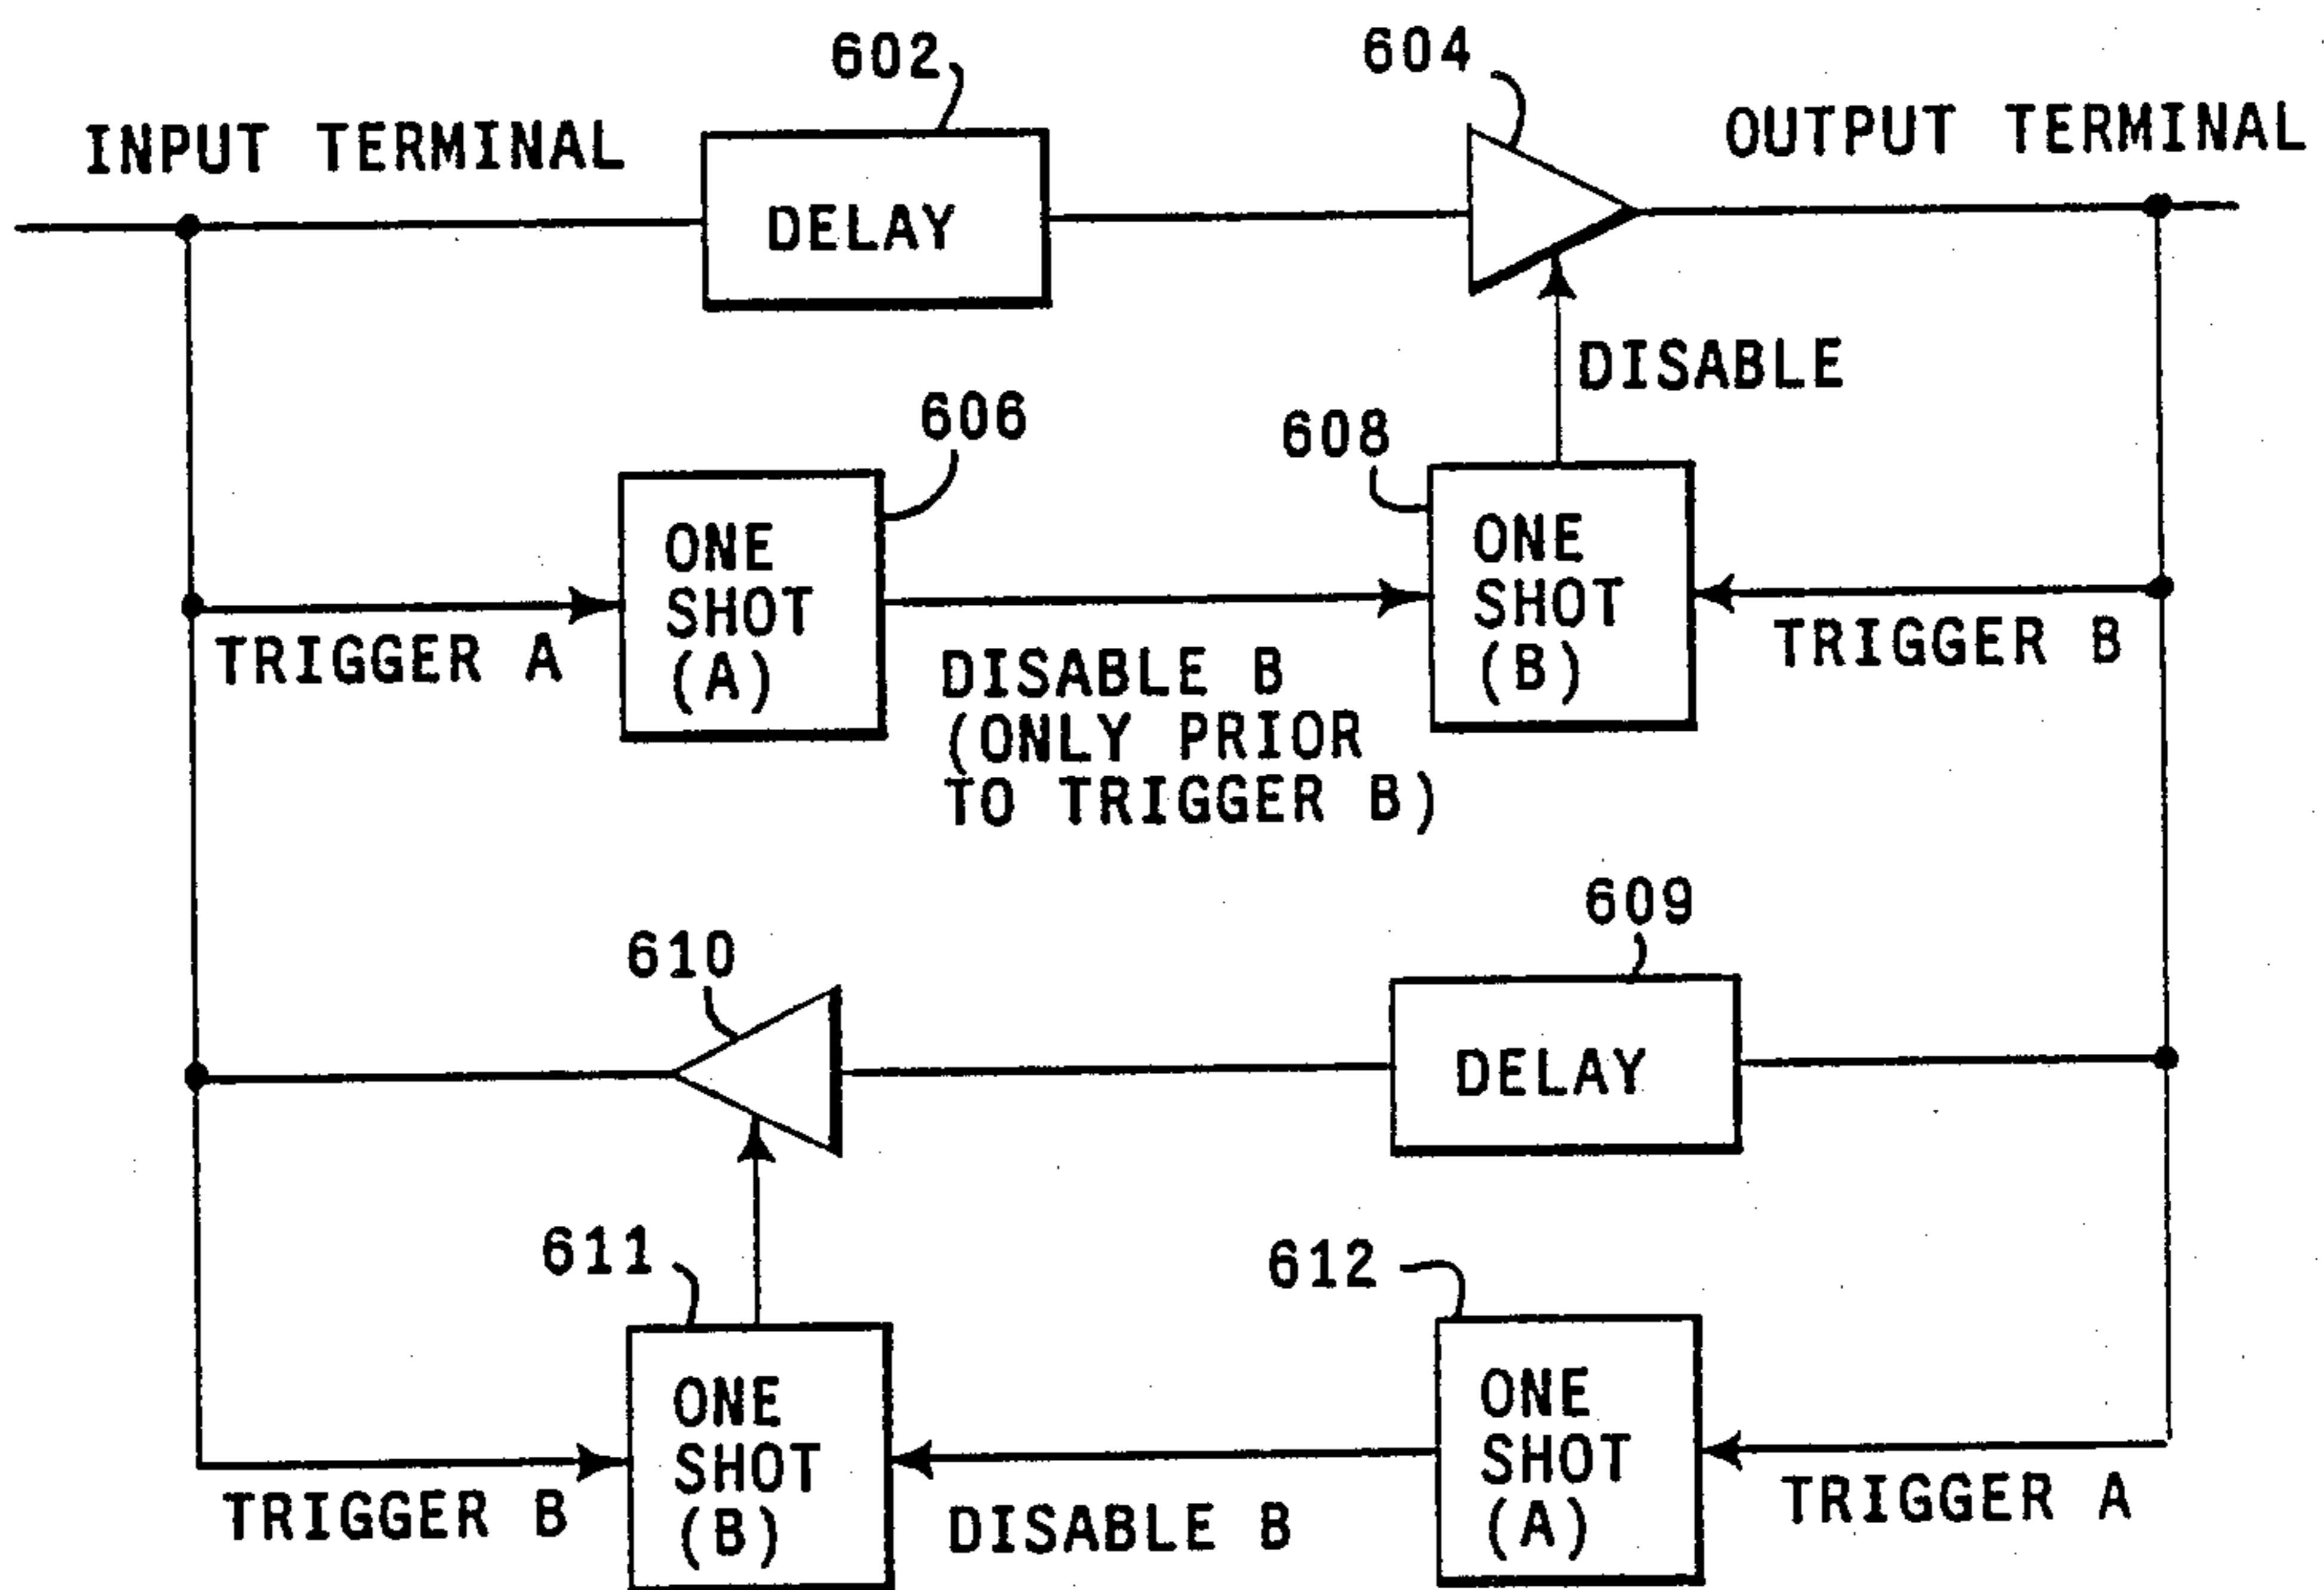 602
604
INPUT TERMINAL
OUTPUT TERMINAL
DELAY
DISABLE
606
608
ONE
SHOT
(A)
ONE
SHOT
(B)
TRIGGER A
DISABLE B
(ONLY PRIOR
TO TRIGGER B)
TRIGGER B
609
610
DELAY
611
612
ONE
SHOT
(B)
ONE
SHOT
(A)
TRIGGER B
DISABLE B
TRIGGER A